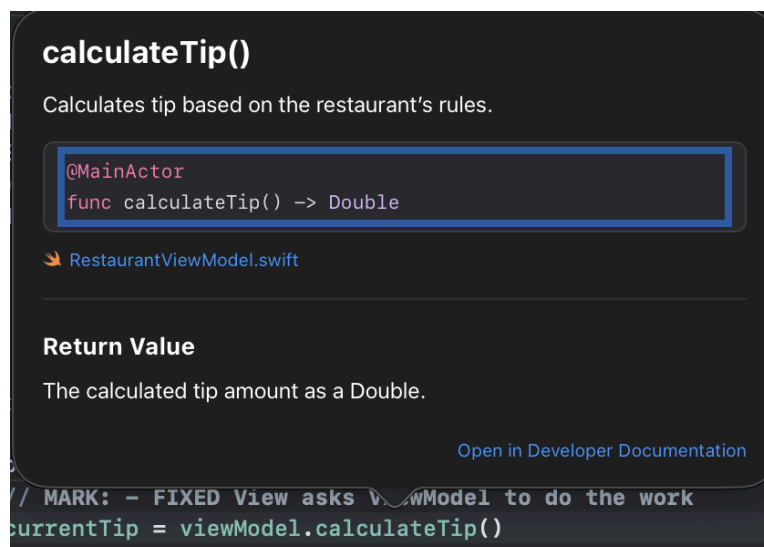 calculateTip()
Calculates tip based on the restaurant’s rules.
@MainActor
func calculateTip() -> Double
RestaurantViewModel.swift
Return Value
The calculated tip amount as a Double.
Open in Developer Documentation
// MARK: - FIXED View asks ViewModel to do the work
currentTip = viewModel.calculateTip()